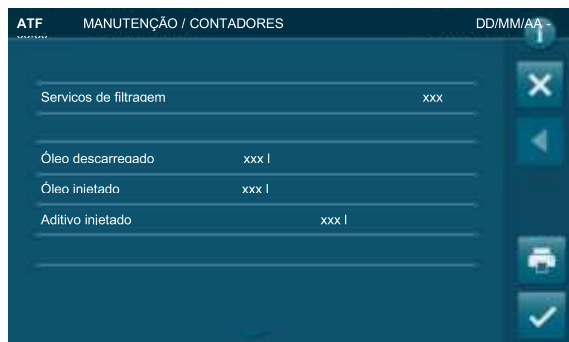 ATF MANUTENÇÃO / CONTADORES DD/MM/AA -
Servicos de filtragem xxx
Óleo descarregado xxx l
Óleo injetado xxx l
Aditivo injetado xxx l